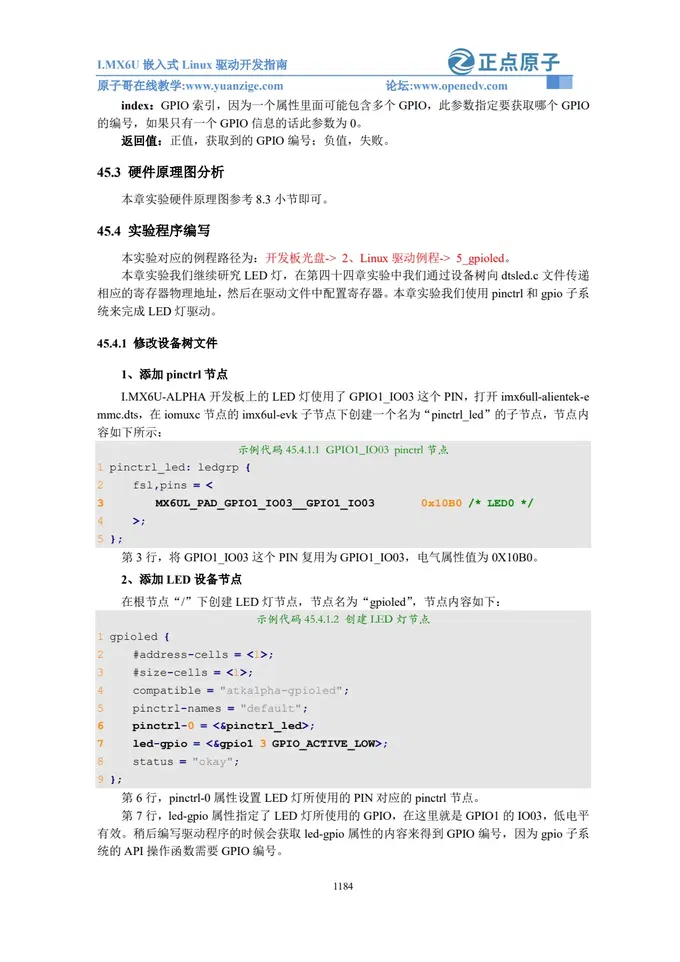 I.MX6U 嵌入式 Linux 驱动开发指南
正点原子
原子哥在线教学:www.yuanzige.com 论坛:www.openedv.com
index：GPIO 索引，因为一个属性里面可能包含多个 GPIO，此参数指定要获取哪个 GPIO
的编号，如果只有一个 GPIO 信息的话此参数为 0。
返回值：正值，获取到的 GPIO 编号；负值，失败。
45.3 硬件原理图分析
本章实验硬件原理图参考 8.3 小节即可。
45.4 实验程序编写
本实验对应的例程路径为：开发板光盘-> 2、Linux 驱动例程-> 5_gpioled。
本章实验我们继续研究 LED 灯，在第四十四章实验中我们通过设备树向 dtsled.c 文件传递
相应的寄存器物理地址，然后在驱动文件中配置寄存器。本章实验我们使用 pinctrl 和 gpio 子系
统来完成 LED 灯驱动。
45.4.1 修改设备树文件
1、添加 pinctrl 节点
I.MX6U-ALPHA 开发板上的 LED 灯使用了 GPIO1_IO03 这个 PIN，打开 imx6ull-alientek-e
mmc.dts，在 iomuxc 节点的 imx6ul-evk 子节点下创建一个名为“pinctrl_led”的子节点，节点内
容如下所示：
示例代码 45.4.1.1 GPIO1_IO03 pinctrl 节点
1 pinctrl_led: ledgrp {
2 fsl,pins = <
3 MX6UL_PAD_GPIO1_IO03__GPIO1_IO03 0x10B0 /* LED0 */
4 >;
5 };
第 3 行，将 GPIO1_IO03 这个 PIN 复用为 GPIO1_IO03，电气属性值为 0X10B0。
2、添加 LED 设备节点
在根节点“/”下创建 LED 灯节点，节点名为“gpioled”，节点内容如下：
示例代码 45.4.1.2 创建 LED 灯节点
1 gpioled {
2 #address-cells = <1>;
3 #size-cells = <1>;
4 compatible = "atkalpha-gpioled";
5 pinctrl-names = "default";
6 pinctrl-0 = <&pinctrl_led>;
7 led-gpio = <&gpio1 3 GPIO_ACTIVE_LOW>;
8 status = "okay";
9 };
第 6 行，pinctrl-0 属性设置 LED 灯所使用的 PIN 对应的 pinctrl 节点。
第 7 行，led-gpio 属性指定了 LED 灯所使用的 GPIO，在这里就是 GPIO1 的 IO03，低电平
有效。稍后编写驱动程序的时候会获取 led-gpio 属性的内容来得到 GPIO 编号，因为 gpio 子系
统的 API 操作函数需要 GPIO 编号。
1184